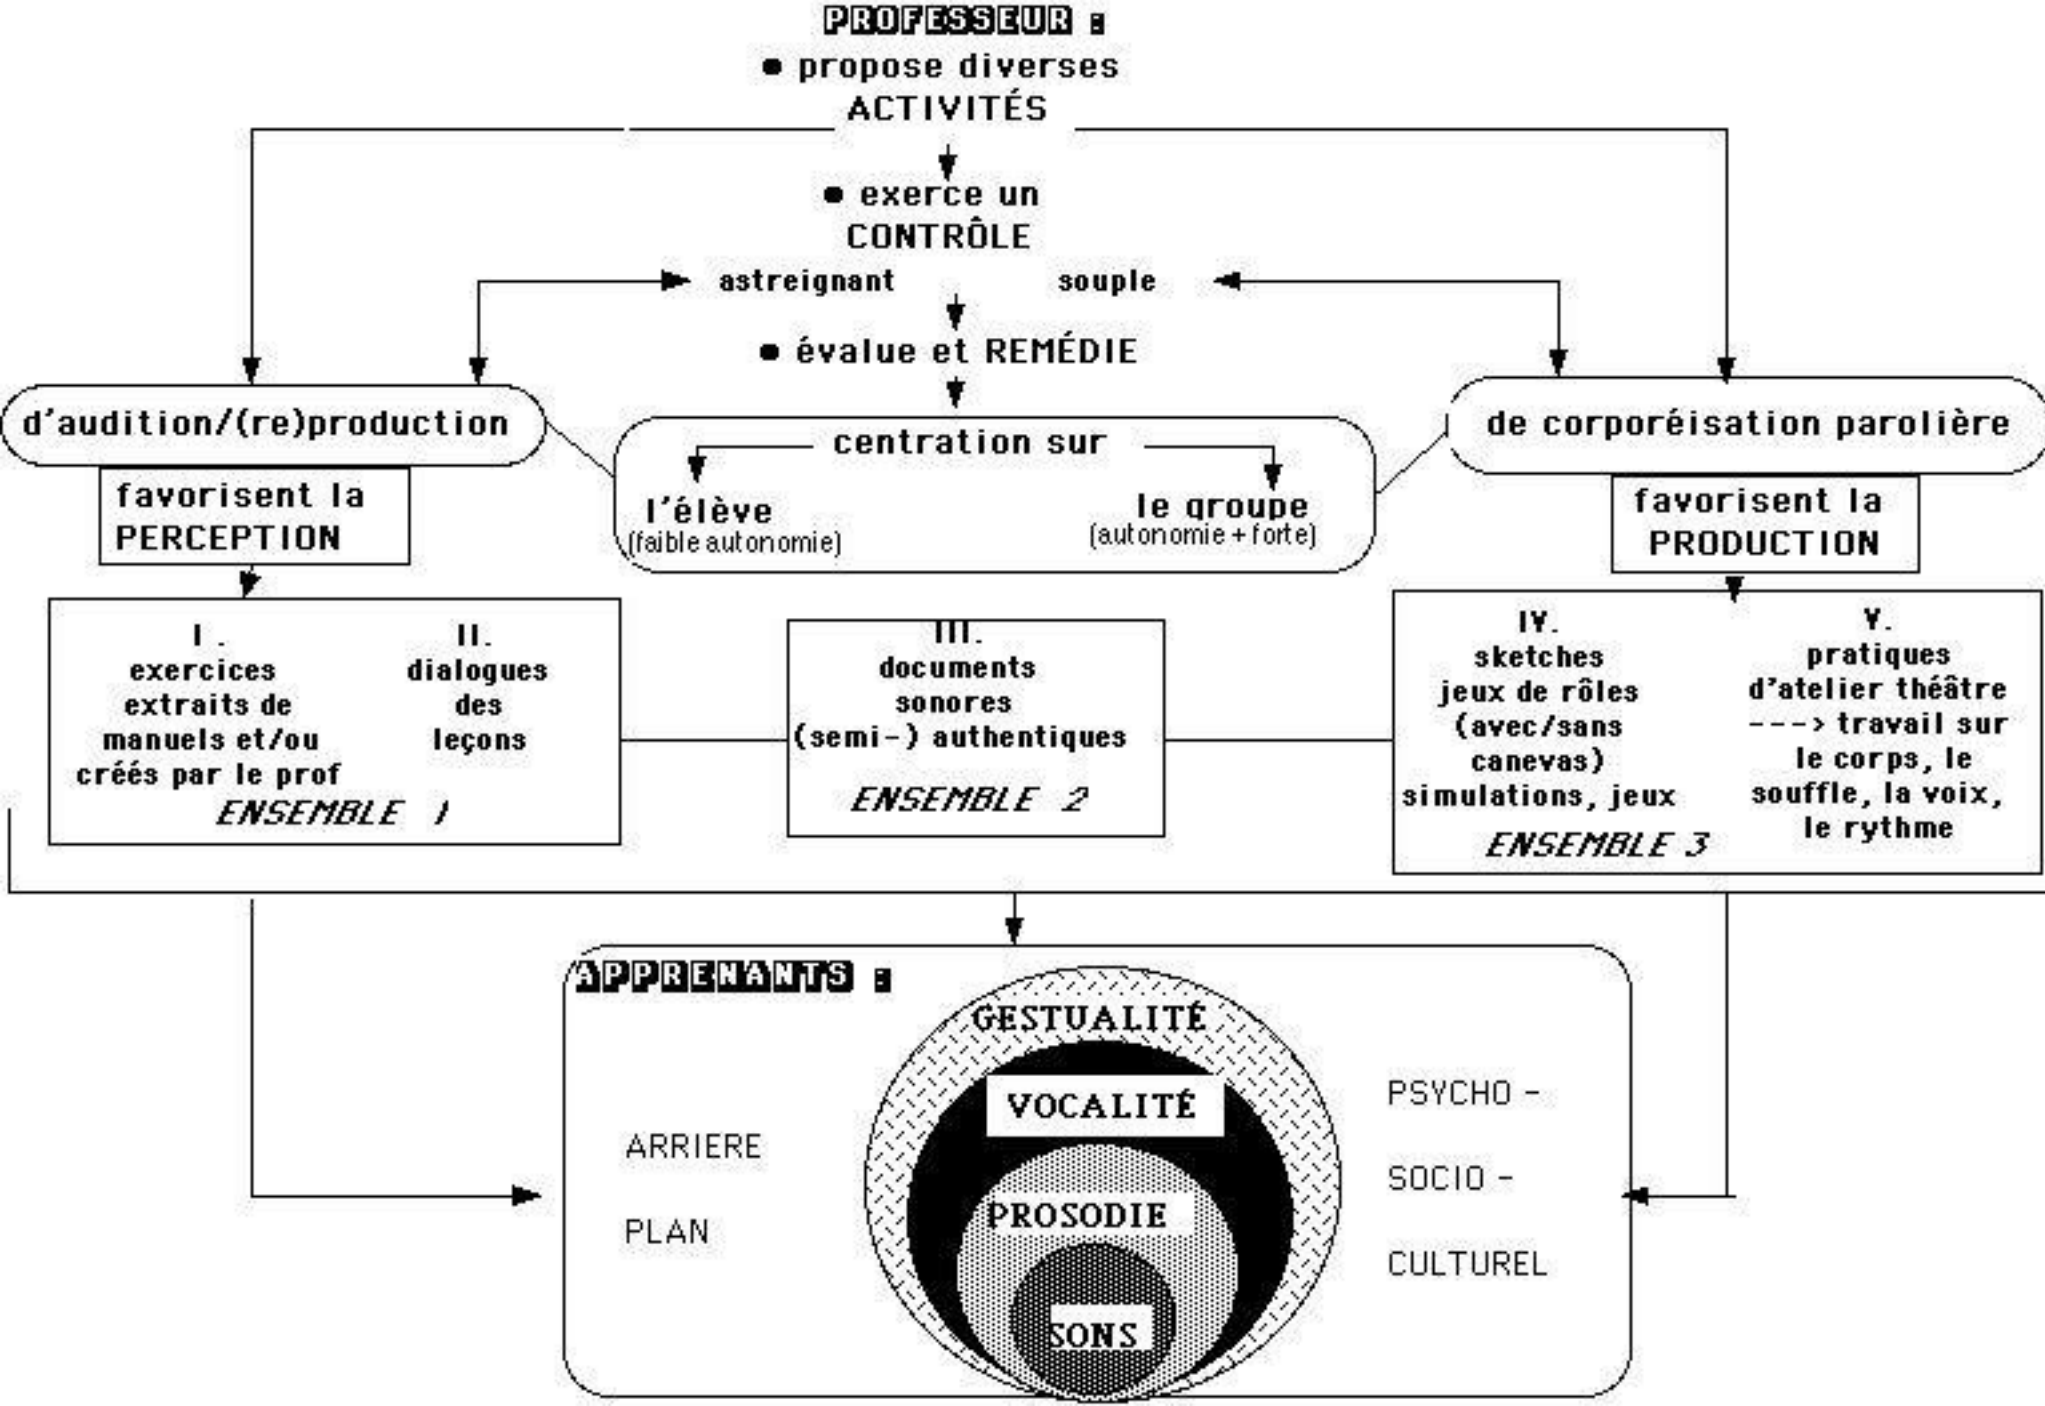 PROFESSEUR :
● propose diverses
ACTIVITÉS
● exerce un
CONTRÔLE
astreignant
souple
● évalue et REMÉDIE
d'audition/(re)production
favorisent la
PERCEPTION
centration sur
l'élève
(faible autonomie)
le groupe
(autonomie + forte)
de corporéisation parolière
favorisent la
PRODUCTION
I.
exercices
extraits de
manuels et/ou
créés par le prof
II.
dialogues
des
leçons
ENSEMBLE 1
III.
documents
sonores
(semi-) authentiques
ENSEMBLE 2
IV.
sketches
jeux de rôles
(avec/sans
canevas)
simulations, jeux
V.
pratiques
d'atelier théâtre
---> travail sur
le corps, le
souffle, la voix,
le rythme
ENSEMBLE 3
APPRENANTS :
ARRIERE
PLAN
GESTUALITÉ
VOCALITÉ
PROSODIE
SONS
PSYCHO -
SOCIO -
CULTUREL